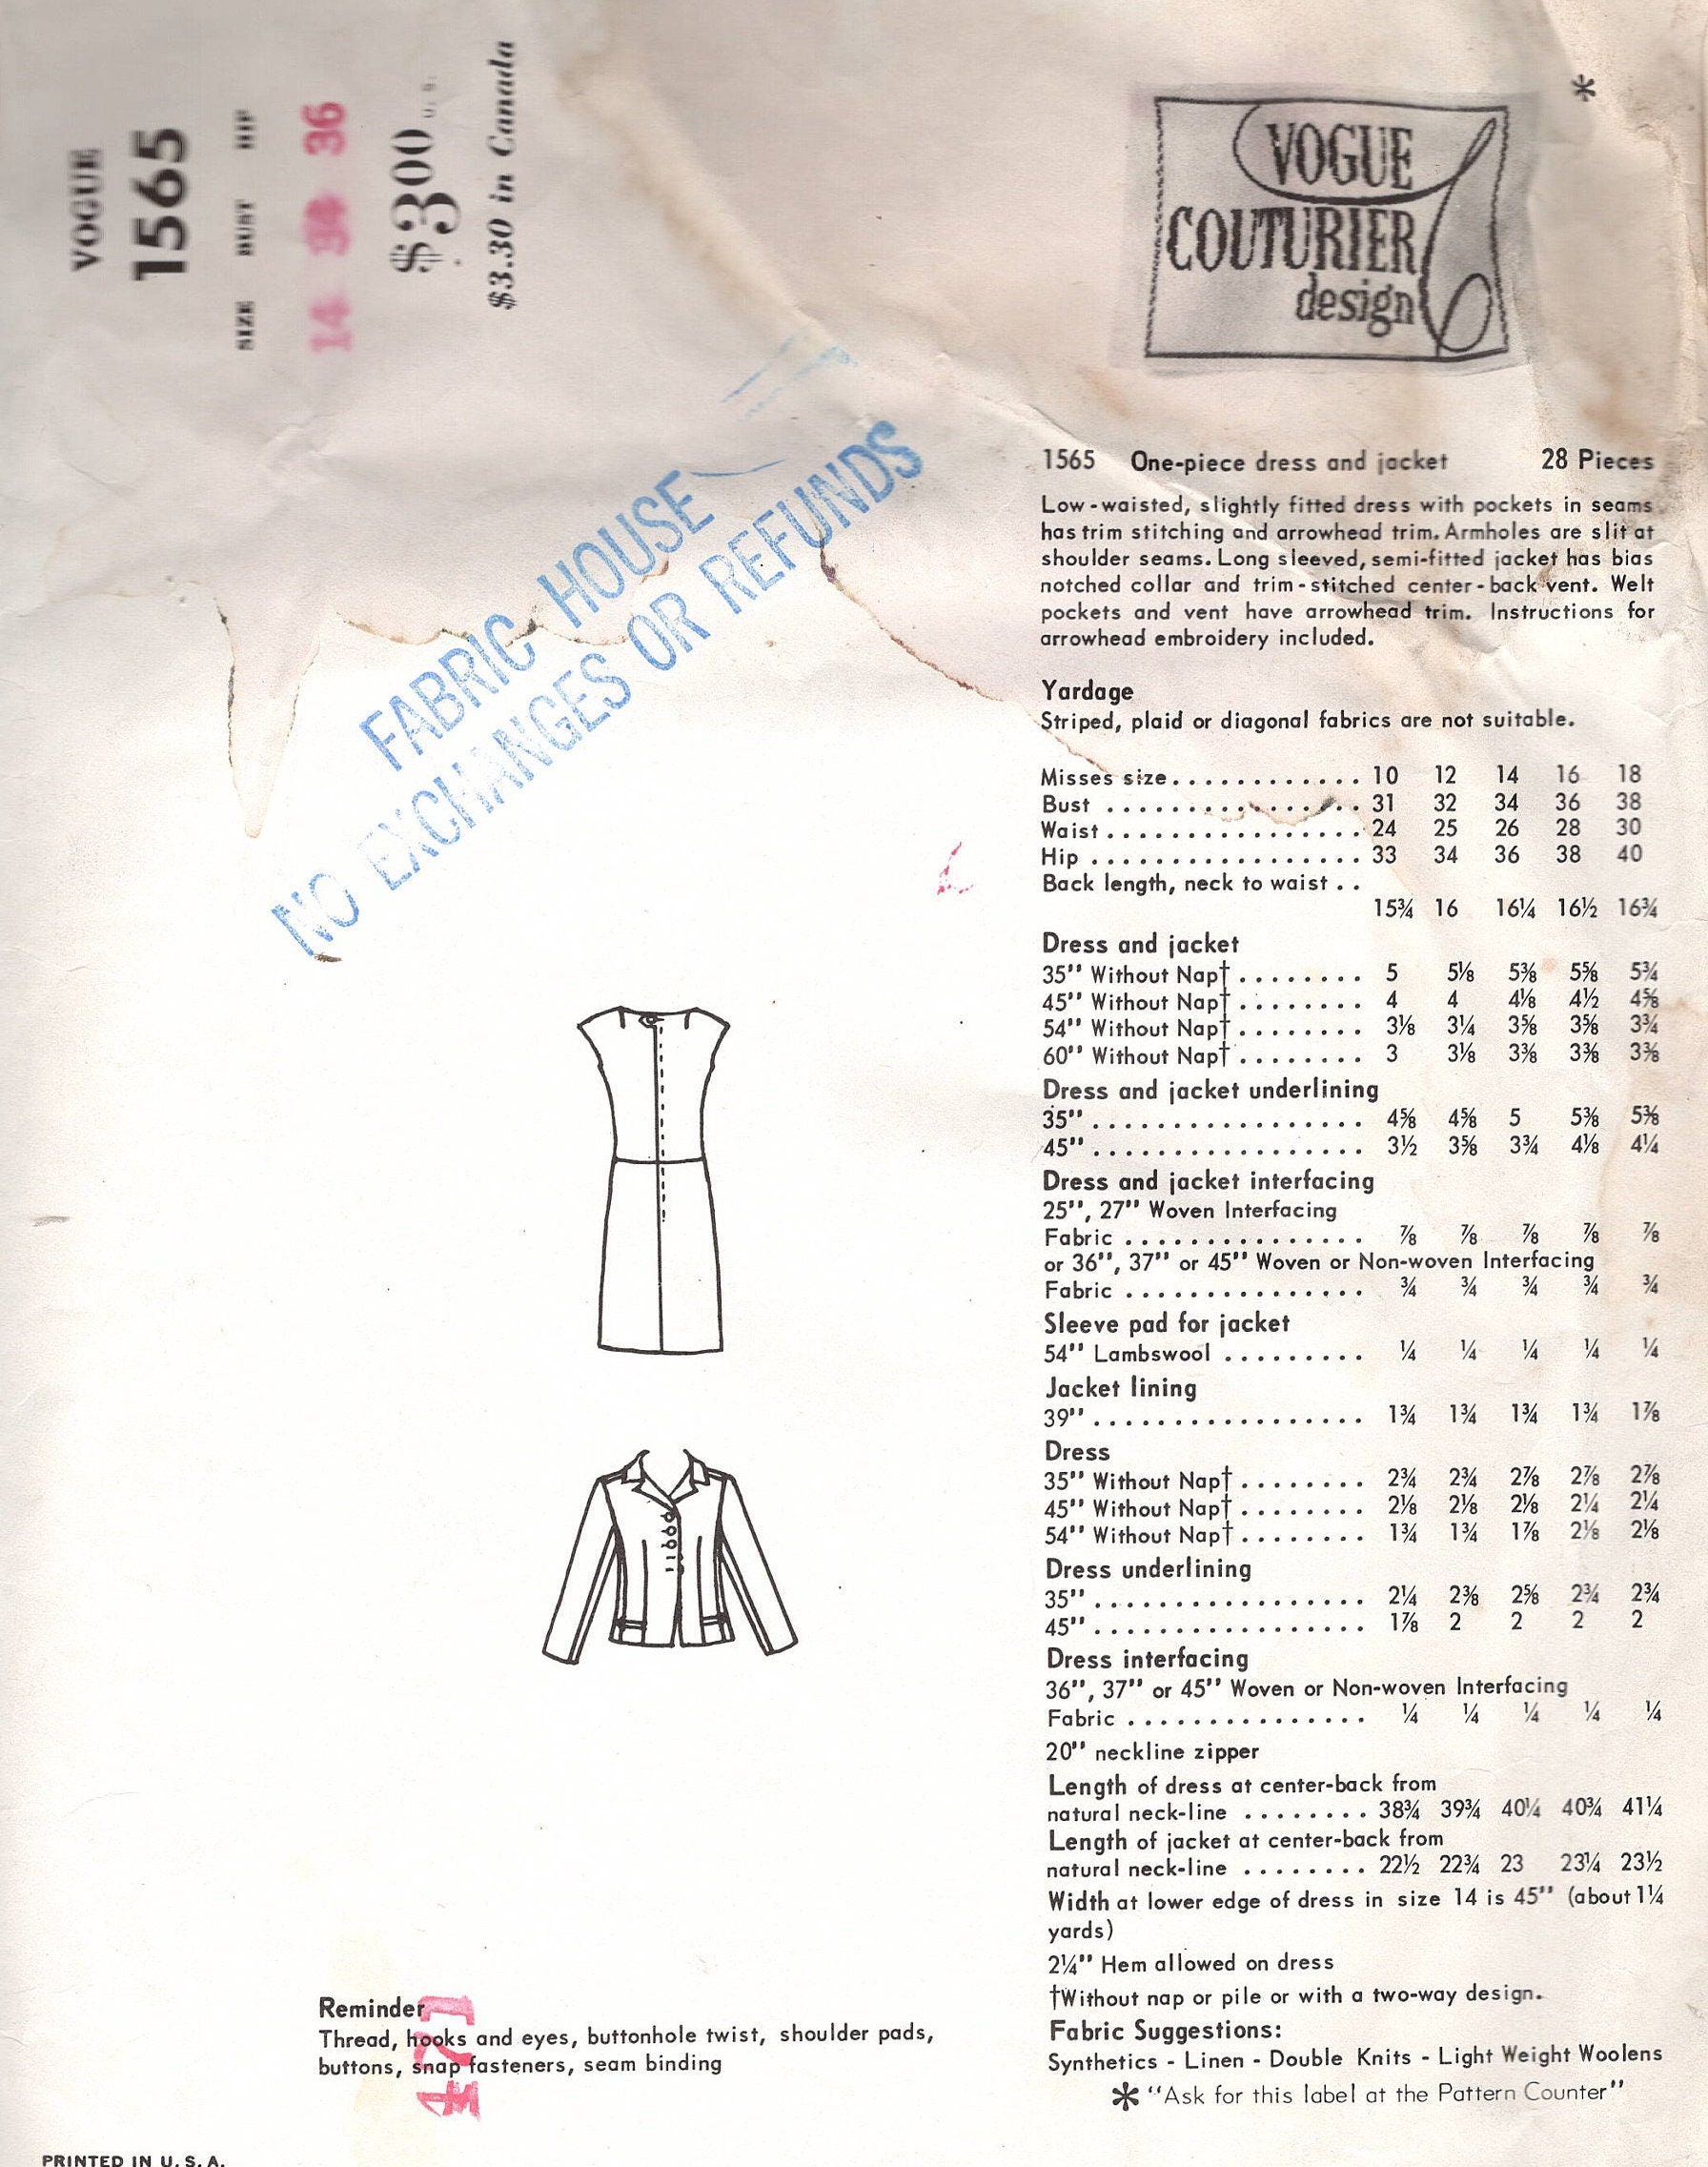 VOGUE
1565
SIZE BUST HIP
14 34 36
$3.00 U.S.
$3.30 in Canada
*
VOGUE
COUTURIER
design
FABRIC HOUSE
NO EXCHANGES OR REFUNDS
1565 One-piece dress and jacket 28 Pieces
Low-waisted, slightly fitted dress with pockets in seams
has trim stitching and arrowhead trim. Armholes are slit at
shoulder seams. Long sleeved, semi-fitted jacket has bias
notched collar and trim-stitched center-back vent. Welt
pockets and vent have arrowhead trim. Instructions for
arrowhead embroidery included.
Yardage
Striped, plaid or diagonal fabrics are not suitable.
Misses size............ 10 12 14 16 18
Bust ................ 31 32 34 36 38
Waist................ 24 25 26 28 30
Hip ................. 33 34 36 38 40
Back length, neck to waist ..
15¾ 16 16¼ 16½ 16¾
Dress and jacket
35" Without Nap† ........ 5 5⅛ 5⅜ 5⅝ 5¾
45" Without Nap† ........ 4 4 4⅛ 4½ 4⅝
54" Without Nap† ........ 3⅛ 3¼ 3⅝ 3⅝ 3¾
60" Without Nap† ........ 3 3⅛ 3⅜ 3⅜ 3⅜
Dress and jacket underlining
35" ................. 4⅝ 4⅝ 5 5⅜ 5⅜
45" ................. 3½ 3⅝ 3¾ 4⅛ 4¼
Dress and jacket interfacing
25", 27" Woven Interfacing
Fabric ............... ⅞ ⅞ ⅞ ⅞ ⅞
or 36", 37" or 45" Woven or Non-woven Interfacing
Fabric ............... ¾ ¾ ¾ ¾ ¾
Sleeve pad for jacket
54" Lambswool ......... ¼ ¼ ¼ ¼ ¼
Jacket lining
39" ................. 1¾ 1¾ 1¾ 1¾ 1⅞
Dress
35" Without Nap† ........ 2¾ 2¾ 2⅞ 2⅞ 2⅞
45" Without Nap† ........ 2⅛ 2⅛ 2⅛ 2¼ 2¼
54" Without Nap† ........ 1¾ 1¾ 1⅞ 2⅛ 2⅛
Dress underlining
35" ................. 2¼ 2⅜ 2⅝ 2¾ 2¾
45" ................. 1⅞ 2 2 2 2
Dress interfacing
36", 37" or 45" Woven or Non-woven Interfacing
Fabric ............... ¼ ¼ ¼ ¼ ¼
20" neckline zipper
Length of dress at center-back from
natural neck-line ........ 38¾ 39¾ 40¼ 40¾ 41¼
Length of jacket at center-back from
natural neck-line ........ 22½ 22¾ 23 23¼ 23½
Width at lower edge of dress in size 14 is 45" (about 1¼
yards)
2¼" Hem allowed on dress
†Without nap or pile or with a two-way design.
Fabric Suggestions:
Synthetics - Linen - Double Knits - Light Weight Woolens
* "Ask for this label at the Pattern Counter"
Reminder
Thread, hooks and eyes, buttonhole twist, shoulder pads,
buttons, snap fasteners, seam binding
PRINTED IN U.S.A.